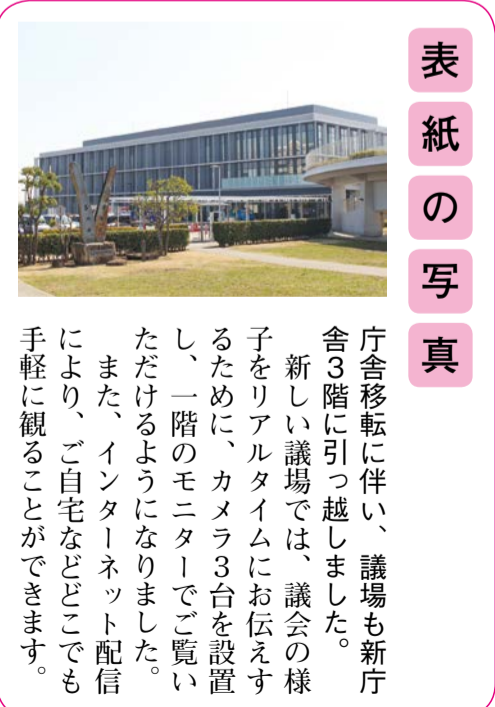 表紙の写真
庁舎移転に伴い、議場も新庁
舎3階に引っ越しました。
新しい議場では、議会の様
子をリアルタイムにお伝えす
るために、カメラ3台を設置
し、一階のモニターでご覧い
ただけるようになりました。
また、インターネット配信
により、ご自宅などどこでも
手軽に観ることができます。